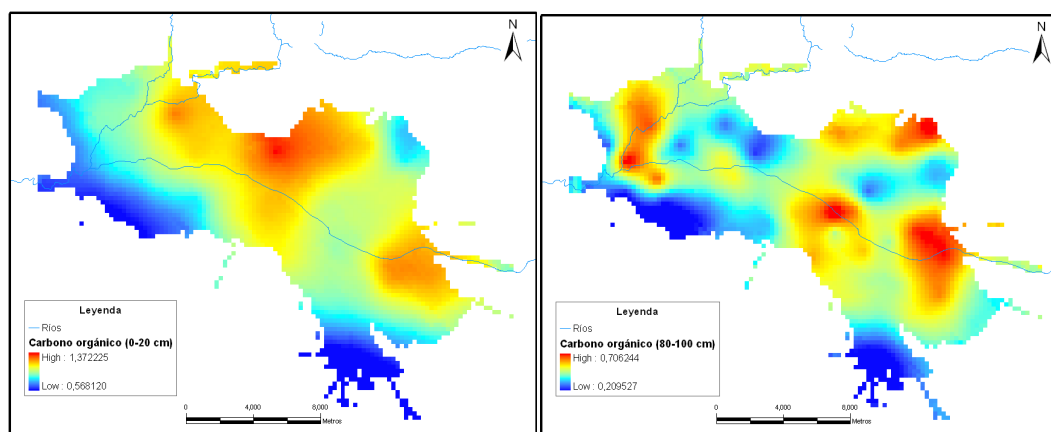 N
Leyenda
Ríos
Carbono orgánico (0-20 cm)
High : 1,372225
Low : 0,568120
0 4,000 8,000
Metros
N
Leyenda
Ríos
Carbono orgánico (80-100 cm)
High : 0,706244
Low : 0,209527
0 4,000 8,000
Metros